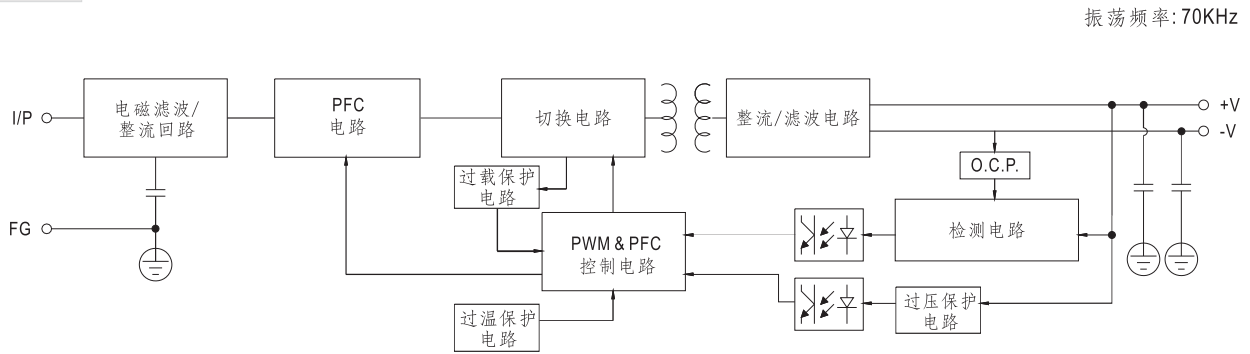 振荡频率: 70KHz
I/P
电磁滤波/
整流回路
PFC
电路
切换电路
整流/滤波电路
+V
-V
过载保护
电路
O.C.P.
FG
PWM & PFC
控制电路
检测电路
过温保护
电路
过压保护
电路